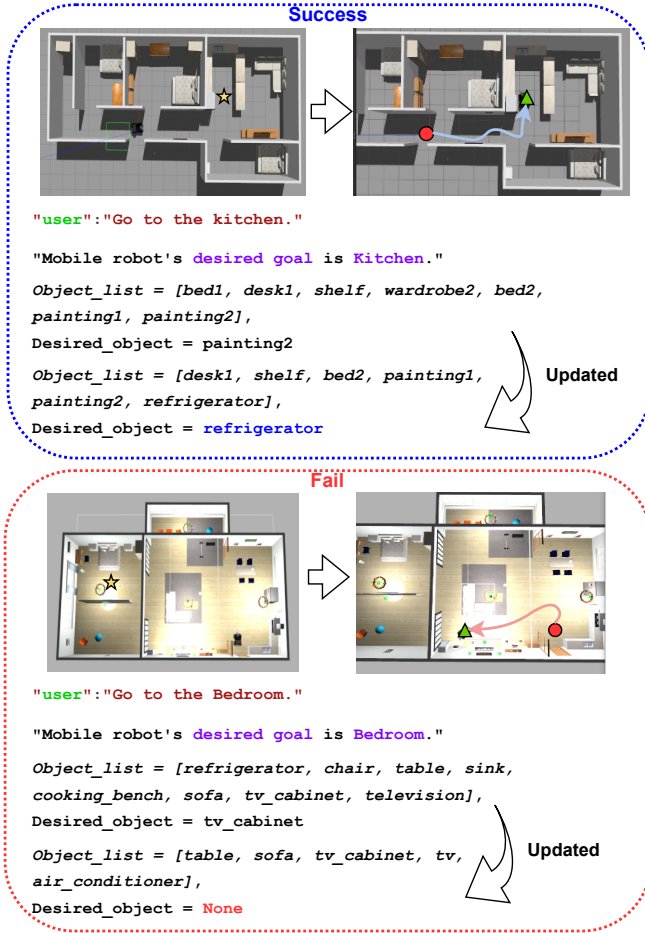 Success
"user":"Go to the kitchen."
"Mobile robot's desired goal is Kitchen."
Object_list = [bed1, desk1, shelf, wardrobe2, bed2,
painting1, painting2],
Desired_object = painting2
Object_list = [desk1, shelf, bed2, painting1,
painting2, refrigerator],
Desired_object = refrigerator
Updated
Fail
"user":"Go to the Bedroom."
"Mobile robot's desired goal is Bedroom."
Object_list = [refrigerator, chair, table, sink,
cooking_bench, sofa, tv_cabinet, television],
Desired_object = tv_cabinet
Object_list = [table, sofa, tv_cabinet, tv,
air_conditioner],
Desired_object = None
Updated